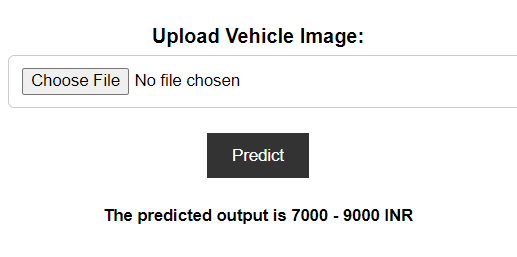 Upload Vehicle Image:
Choose File No file chosen
Predict
The predicted output is 7000 - 9000 INR